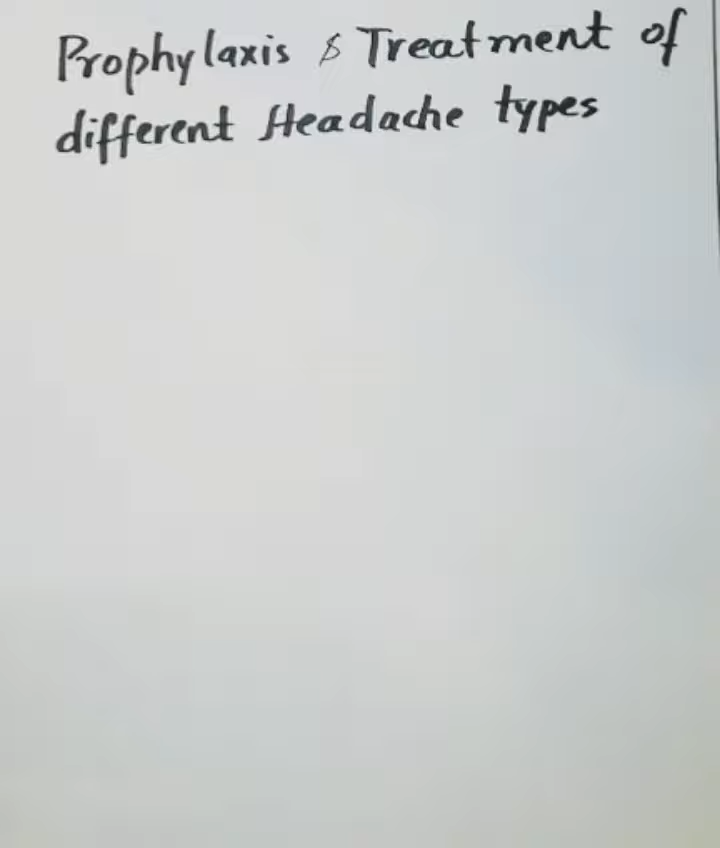 Prophylaxis & Treatment of
different Headache types